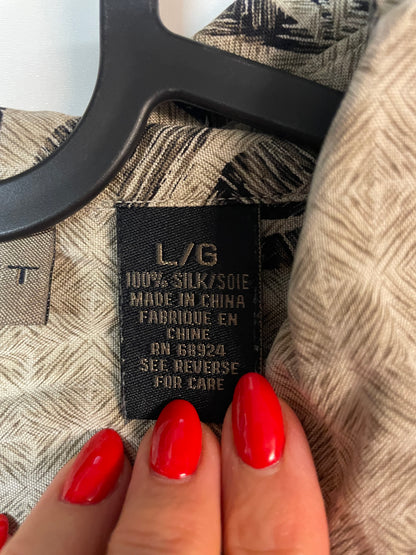 T
L/G
100% SILK/SOIE
MADE IN CHINA
FABRIQUE EN
CHINE
RN 68924
SEE REVERSE
FOR CARE